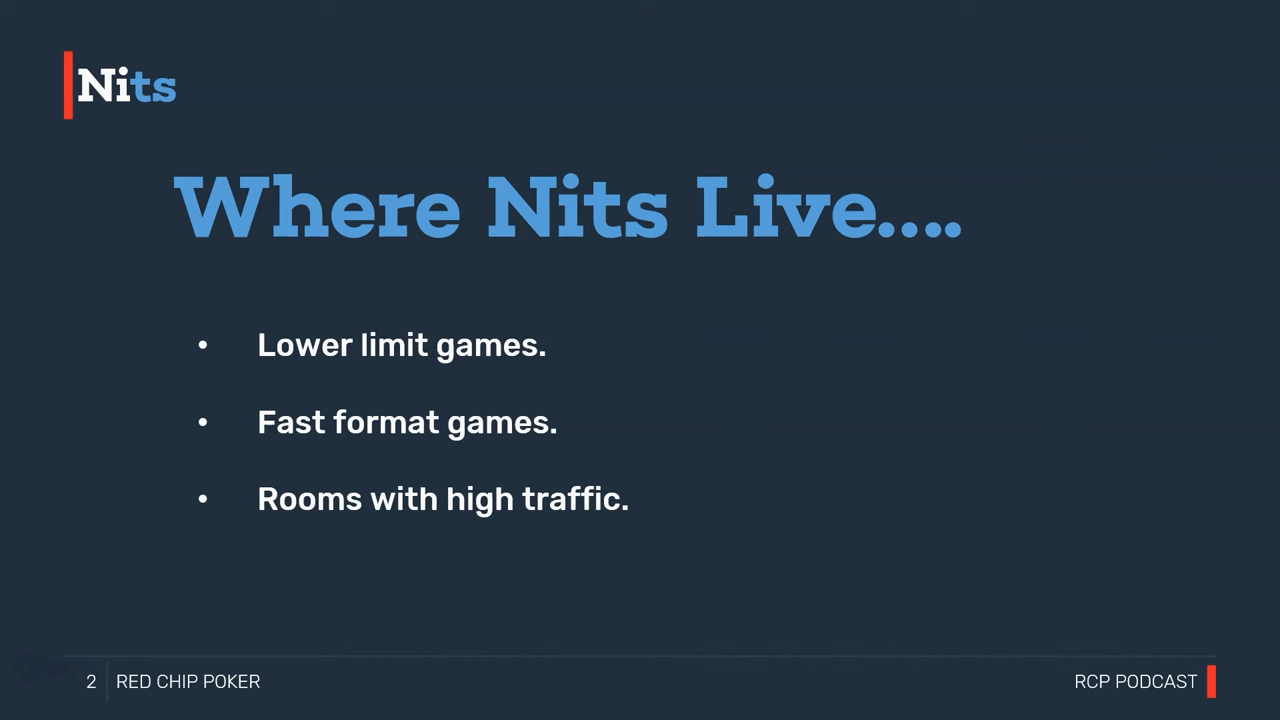 Nits
Where Nits Live....
• Lower limit games.
• Fast format games.
• Rooms with high traffic.
2 RED CHIP POKER
RCP PODCAST